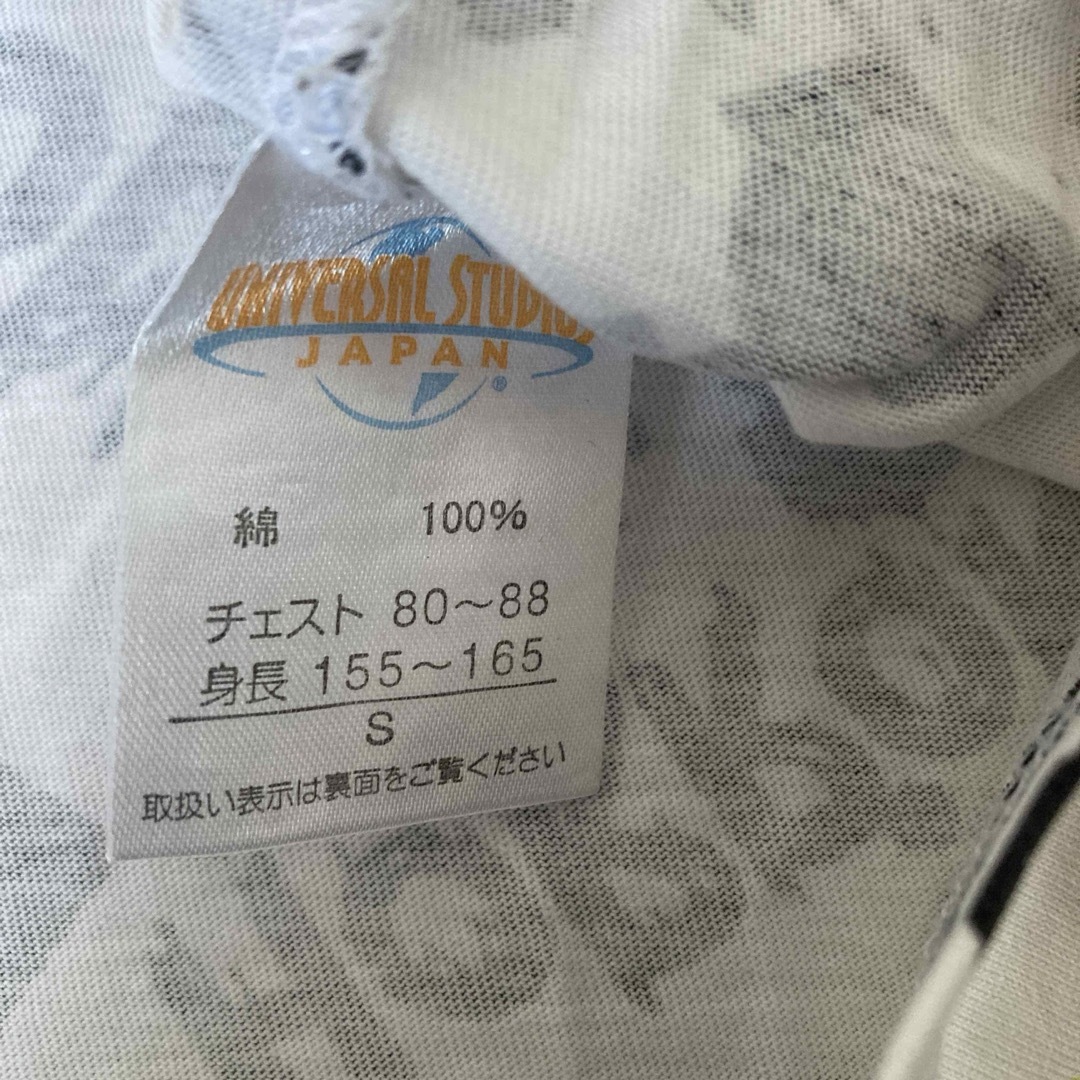 UNIVERSAL STUDIOS
JAPAN
®
綿 100%
チェスト 80～88
身長 155～165
S
取扱い表示は裏面をご覧ください